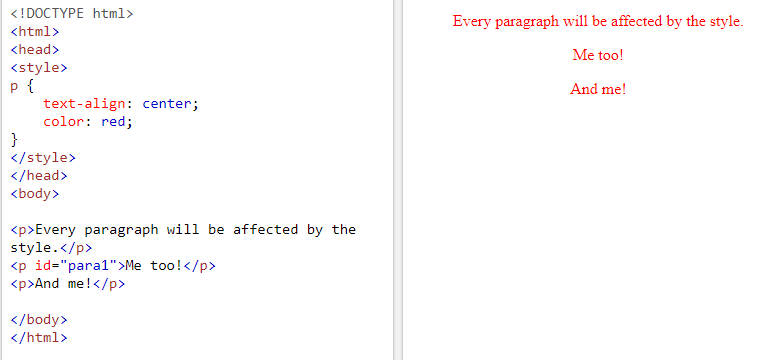 <!DOCTYPE html>
<html>
<head>
<style>
p {
    text-align: center;
    color: red;
}
</style>
</head>
<body>

<p>Every paragraph will be affected by the
style.</p>
<p id="para1">Me too!</p>
<p>And me!</p>

</body>
</html>
Every paragraph will be affected by the style.
Me too!
And me!